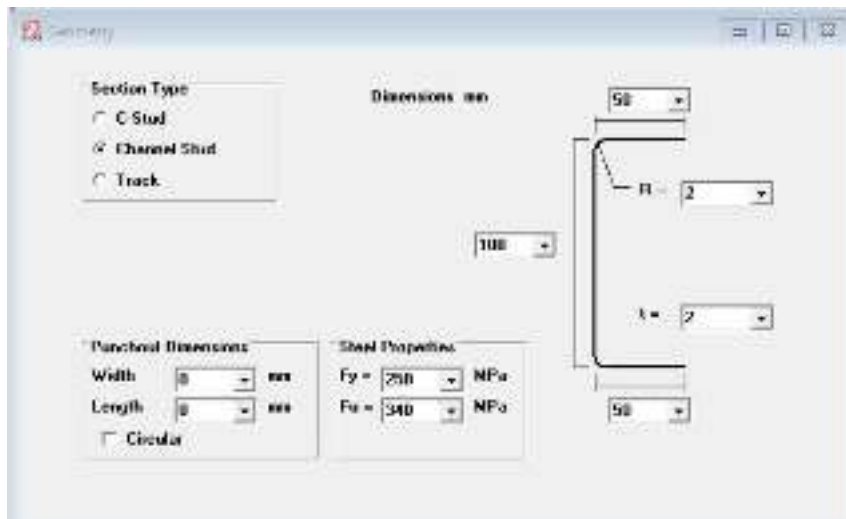 Geometry
Section Type
C-Stud
Channel Stud
Track
Dimensions mm
50
R =
2
100
t =
2
50
Punchout Dimensions
Width 0 mm
Length 0 mm
Circular
Steel Properties
Fy = 250 MPa
Fu = 340 MPa